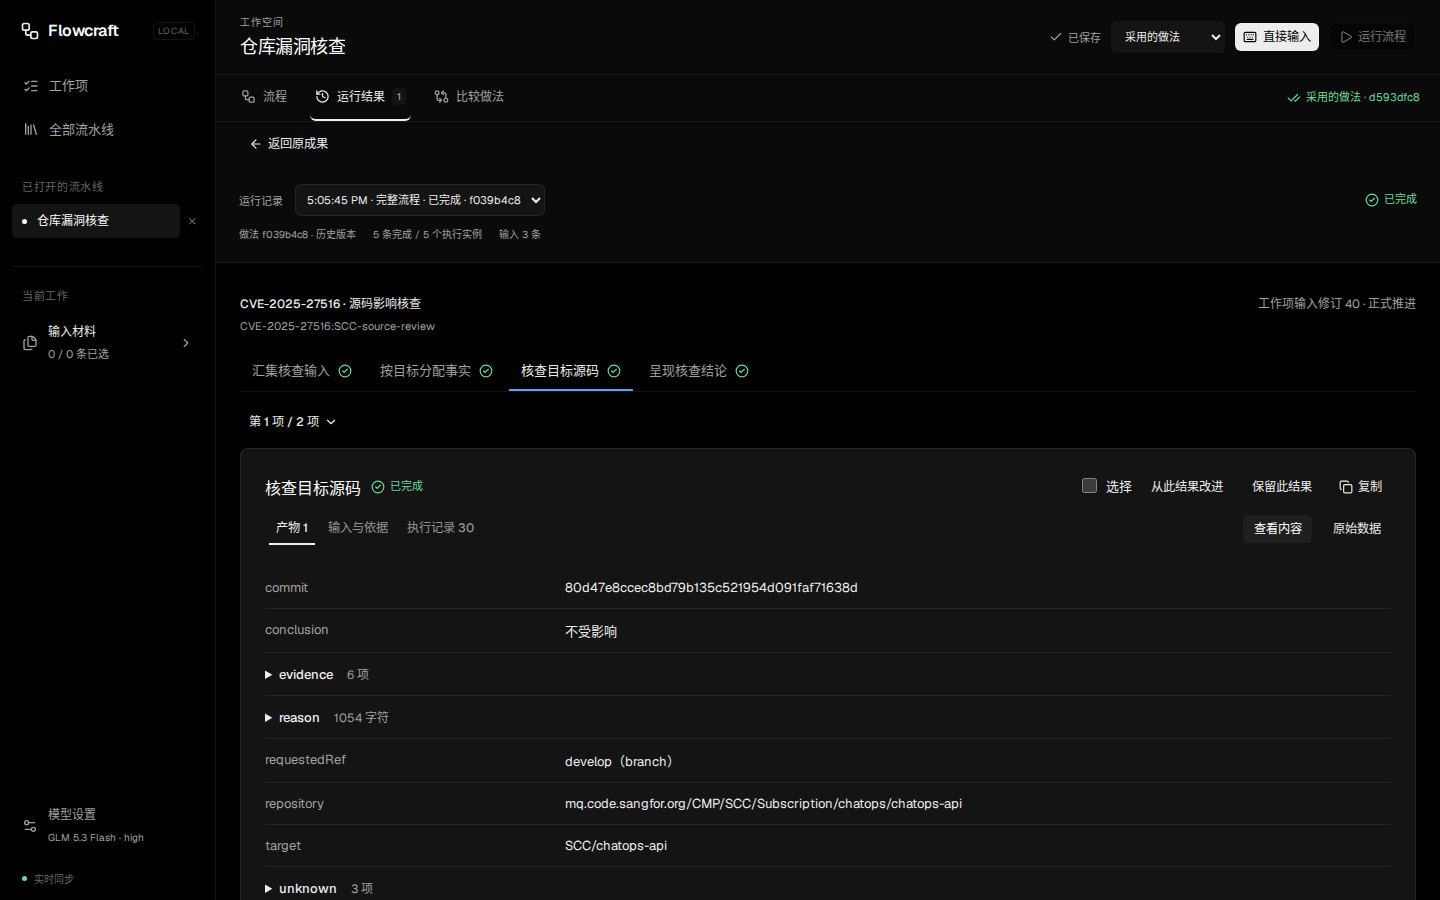 Flowcraft
LOCAL
工作项
全部流水线
已打开的流水线
仓库漏洞核查
当前工作
输入材料
0 / 0 条已选
模型设置
GLM 5.3 Flash · high
实时同步
工作空间
仓库漏洞核查
已保存
采用的做法
直接输入
运行流程
流程
运行结果 1
比较做法
采用的做法 · d593dfc8
返回原成果
运行记录
5:05:45 PM · 完整流程 · 已完成 · f039b4c8
已完成
做法 f039b4c8 · 历史版本
5 条完成 / 5 个执行实例
输入 3 条
CVE-2025-27516 · 源码影响核查
工作项输入修订 40 · 正式推进
CVE-2025-27516:SCC-source-review
汇集核查输入
按目标分配事实
核查目标源码
呈现核查结论
第 1 项 / 2 项
核查目标源码
已完成
选择
从此结果改进
保留此结果
复制
产物 1
输入与依据
执行记录 30
查看内容
原始数据
commit
80d47e8ccec8bd79b135c521954d091faf71638d
conclusion
不受影响
evidence 6 项
reason 1054 字符
requestedRef
develop（branch）
repository
mq.code.sangfor.org/CMP/SCC/Subscription/chatops/chatops-api
target
SCC/chatops-api
unknown 3 项